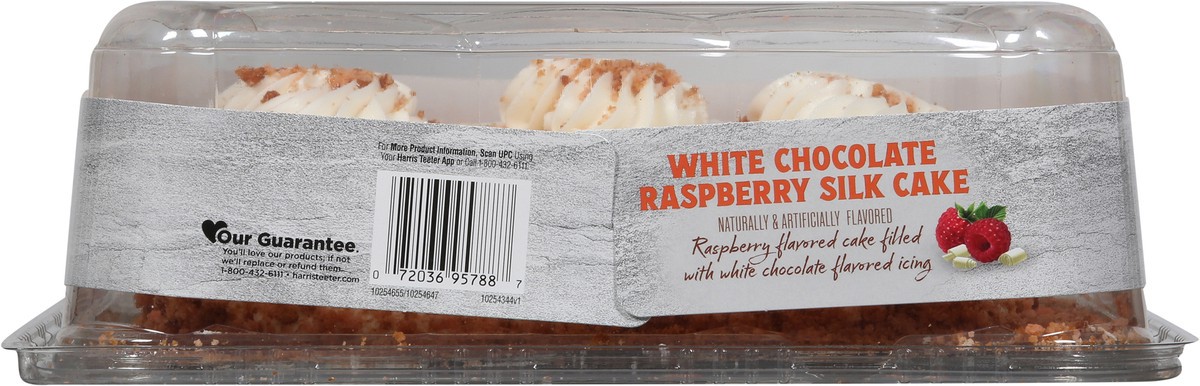 For More Product Information, Scan UPC Using
Your Harris Teeter App or Call 1-800-432-6111.
Our Guarantee.
You'll love our products; if not
we'll replace or refund them.
1-800-432-6111 • harristeeter.com
0 72036 95788 7
10254655/10254647 10254344v1
WHITE CHOCOLATE
RASPBERRY SILK CAKE
NATURALLY & ARTIFICIALLY FLAVORED
Raspberry flavored cake filled
with white chocolate flavored icing